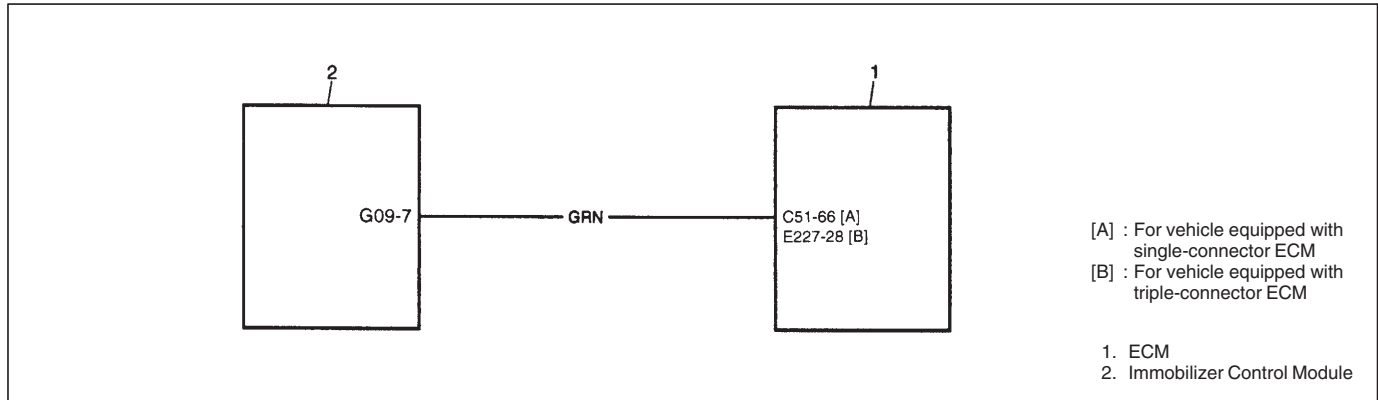 2
1
G09-7
GRN
C51-66 [A]
E227-28 [B]
[A] : For vehicle equipped with
single-connector ECM
[B] : For vehicle equipped with
triple-connector ECM
1. ECM
2. Immobilizer Control Module